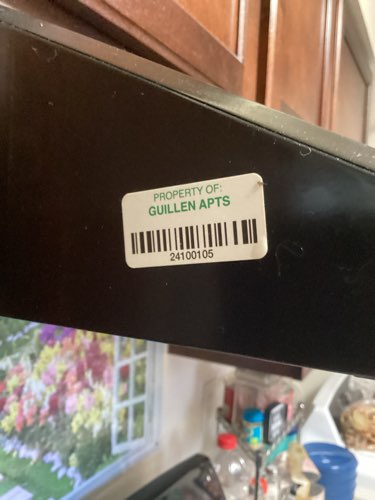 PROPERTY OF:
GUILLEN APTS
24100105